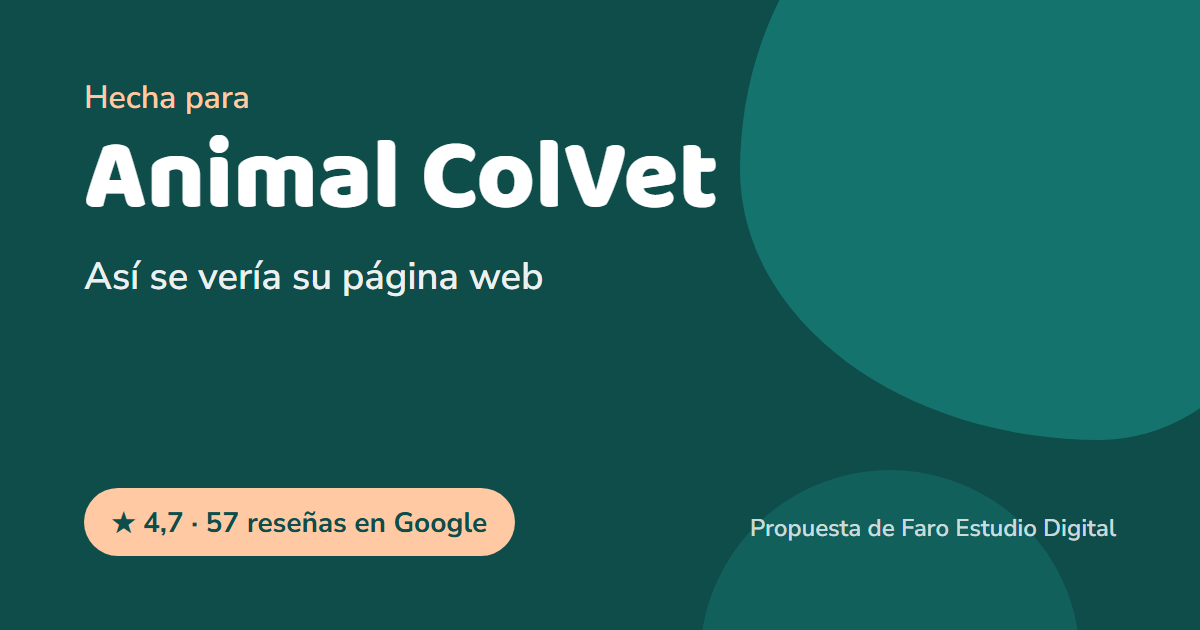 Hecha para
Animal ColVet
Así se vería su página web
★ 4,7 · 57 reseñas en Google
Propuesta de Faro Estudio Digital